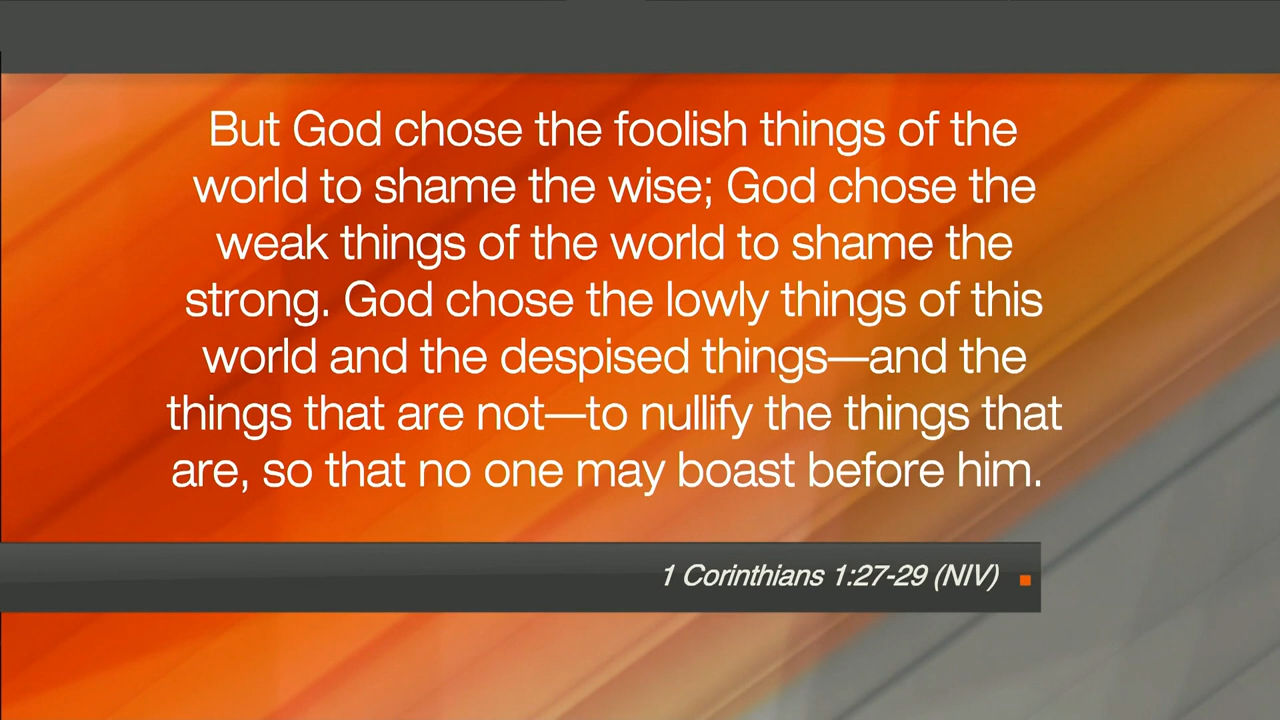 But God chose the foolish things of the
world to shame the wise; God chose the
weak things of the world to shame the
strong. God chose the lowly things of this
world and the despised things—and the
things that are not—to nullify the things that
are, so that no one may boast before him.
1 Corinthians 1:27-29 (NIV)